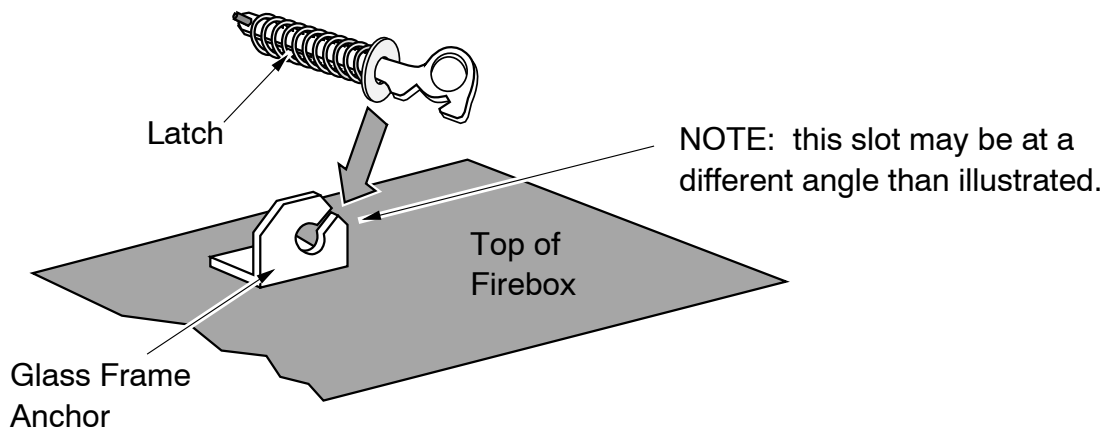 Latch
NOTE:  this slot may be at a
different angle than illustrated.
Top of
Firebox
Glass Frame
Anchor